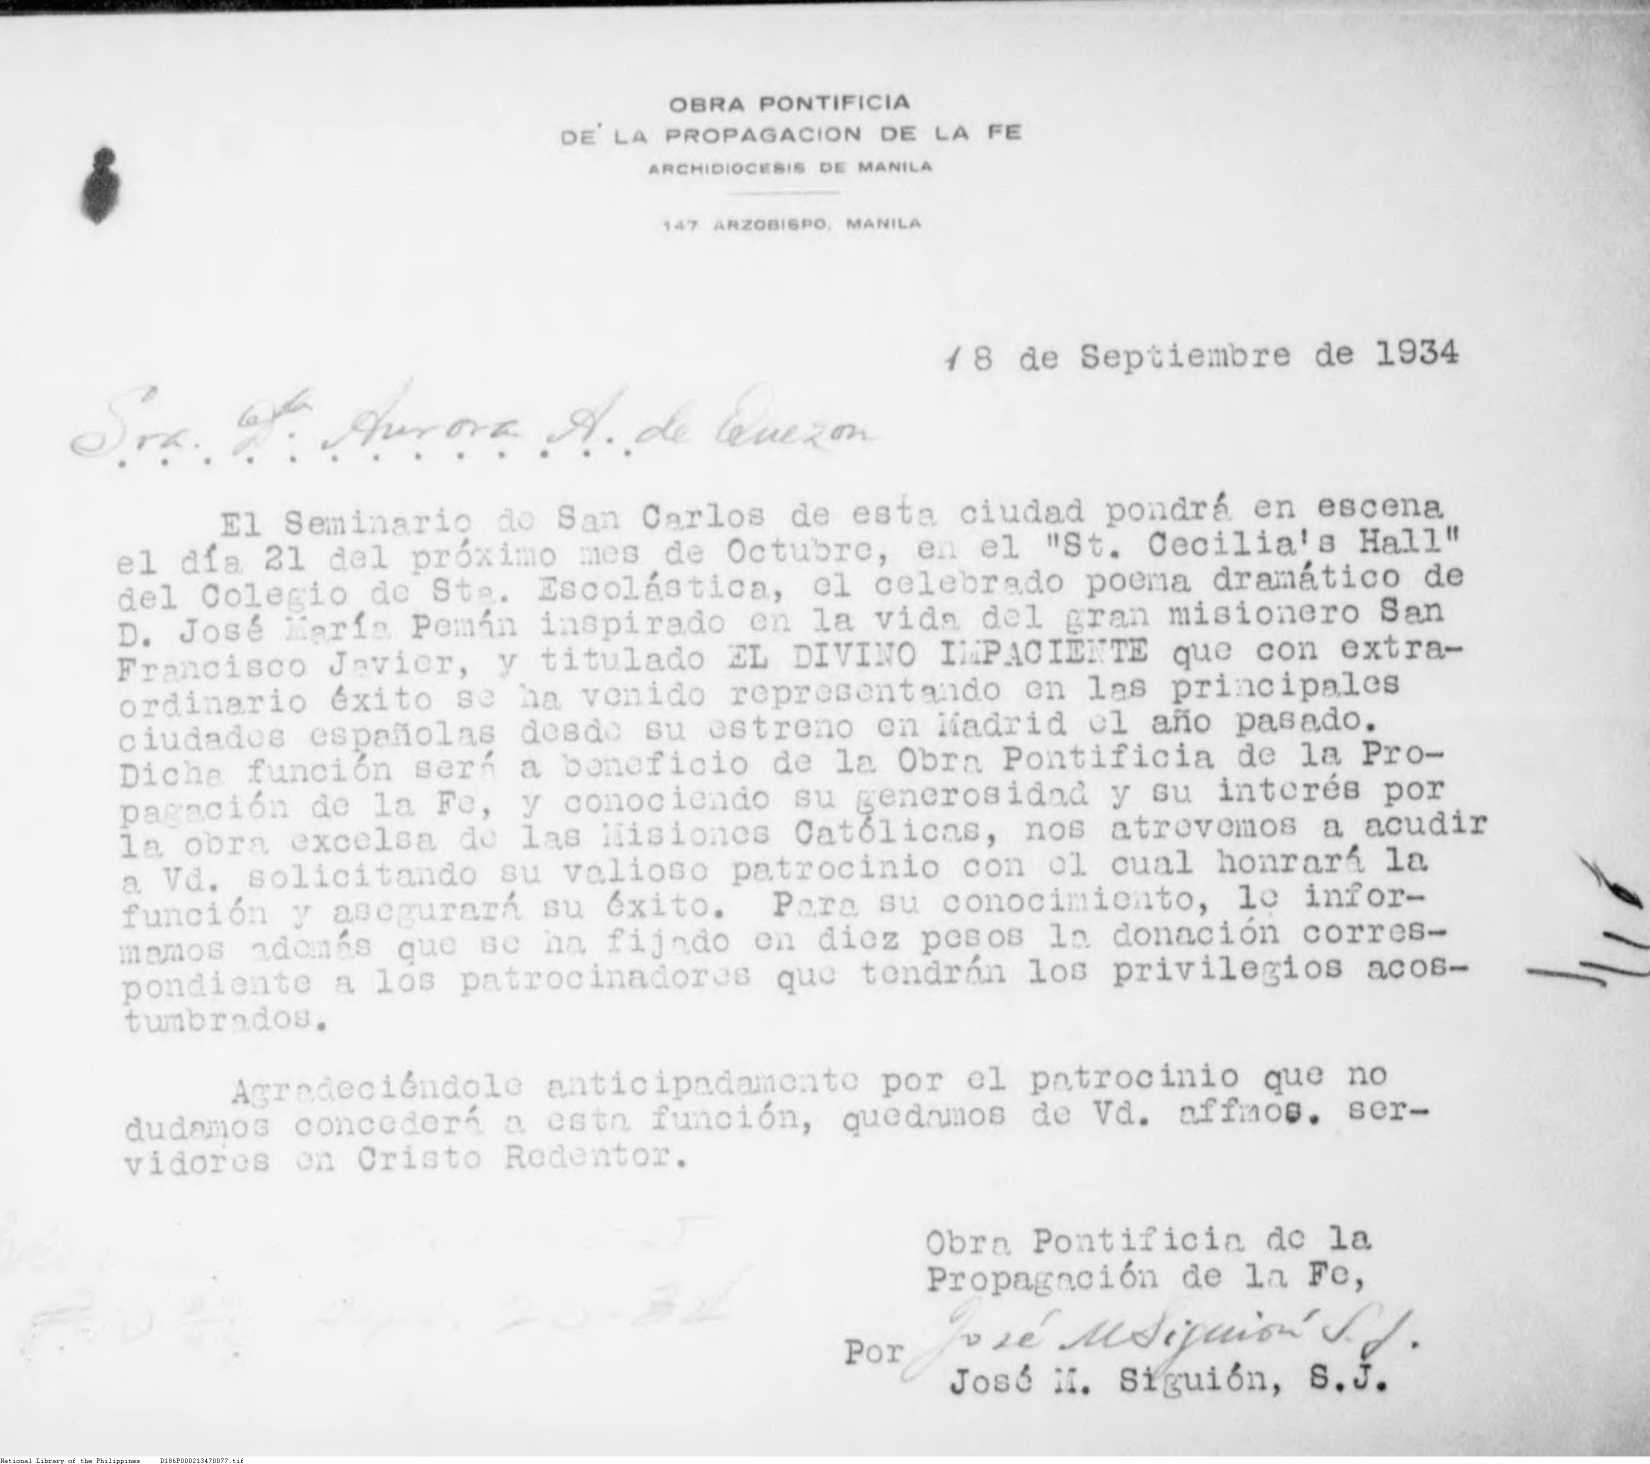 OBRA PONTIFICIA
DE LA PROPAGACION DE LA FE
ARCHIDIOCESIS DE MANILA
147 ARZOBISPO, MANILA
18 de Septiembre de 1934
Sra. Dña. Aurora A. de Quezon
El Seminario de San Carlos de esta ciudad pondrá en escena
el día 21 del próximo mes de Octubre, en el "St. Cecilia's Hall"
del Colegio de Sta. Escolástica, el celebrado poema dramático de
D. José María Pemán inspirado en la vida del gran misionero San
Francisco Javier, y titulado EL DIVINO IMPACIENTE que con extra-
ordinario éxito se ha venido representando en las principales
ciudades españolas desde su estreno en Madrid el año pasado.
Dicha función será a beneficio de la Obra Pontificia de la Pro-
pagación de la Fe, y conociendo su generosidad y su interés por
la obra excelsa de las Misiones Católicas, nos atrevemos a acudir
a Vd. solicitando su valioso patrocinio con el cual honrará la
función y asegurará su éxito. Para su conocimiento, le infor-
mamos además que se ha fijado en diez pesos la donación corres-
pondiente a los patrocinadores que tendrán los privilegios acos-
tumbrados.
Agradeciéndole anticipadamente por el patrocinio que no
dudamos concederá a esta función, quedamos de Vd. affmos. ser-
vidores en Cristo Redentor.
Obra Pontificia de la
Propagación de la Fe,
Por José M Siguión S.J.
José M. Siguión, S.J.
National Library of the Philippines D186P000213470077.tif